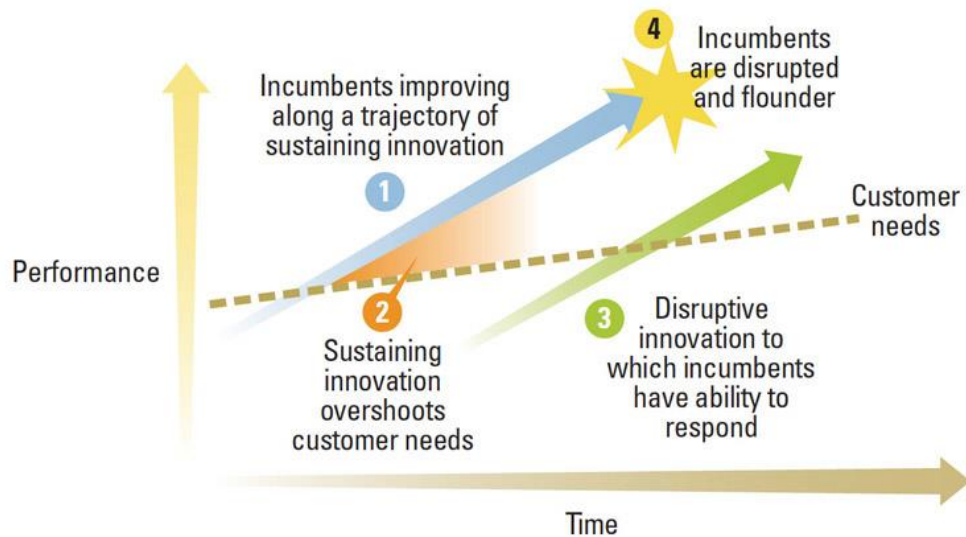 4
Incumbents
are disrupted
and flounder
Incumbents improving
along a trajectory of
sustaining innovation
1
Customer
needs
Performance
2
Sustaining
innovation
overshoots
customer needs
3
Disruptive
innovation to
which incumbents
have ability to
respond
Time